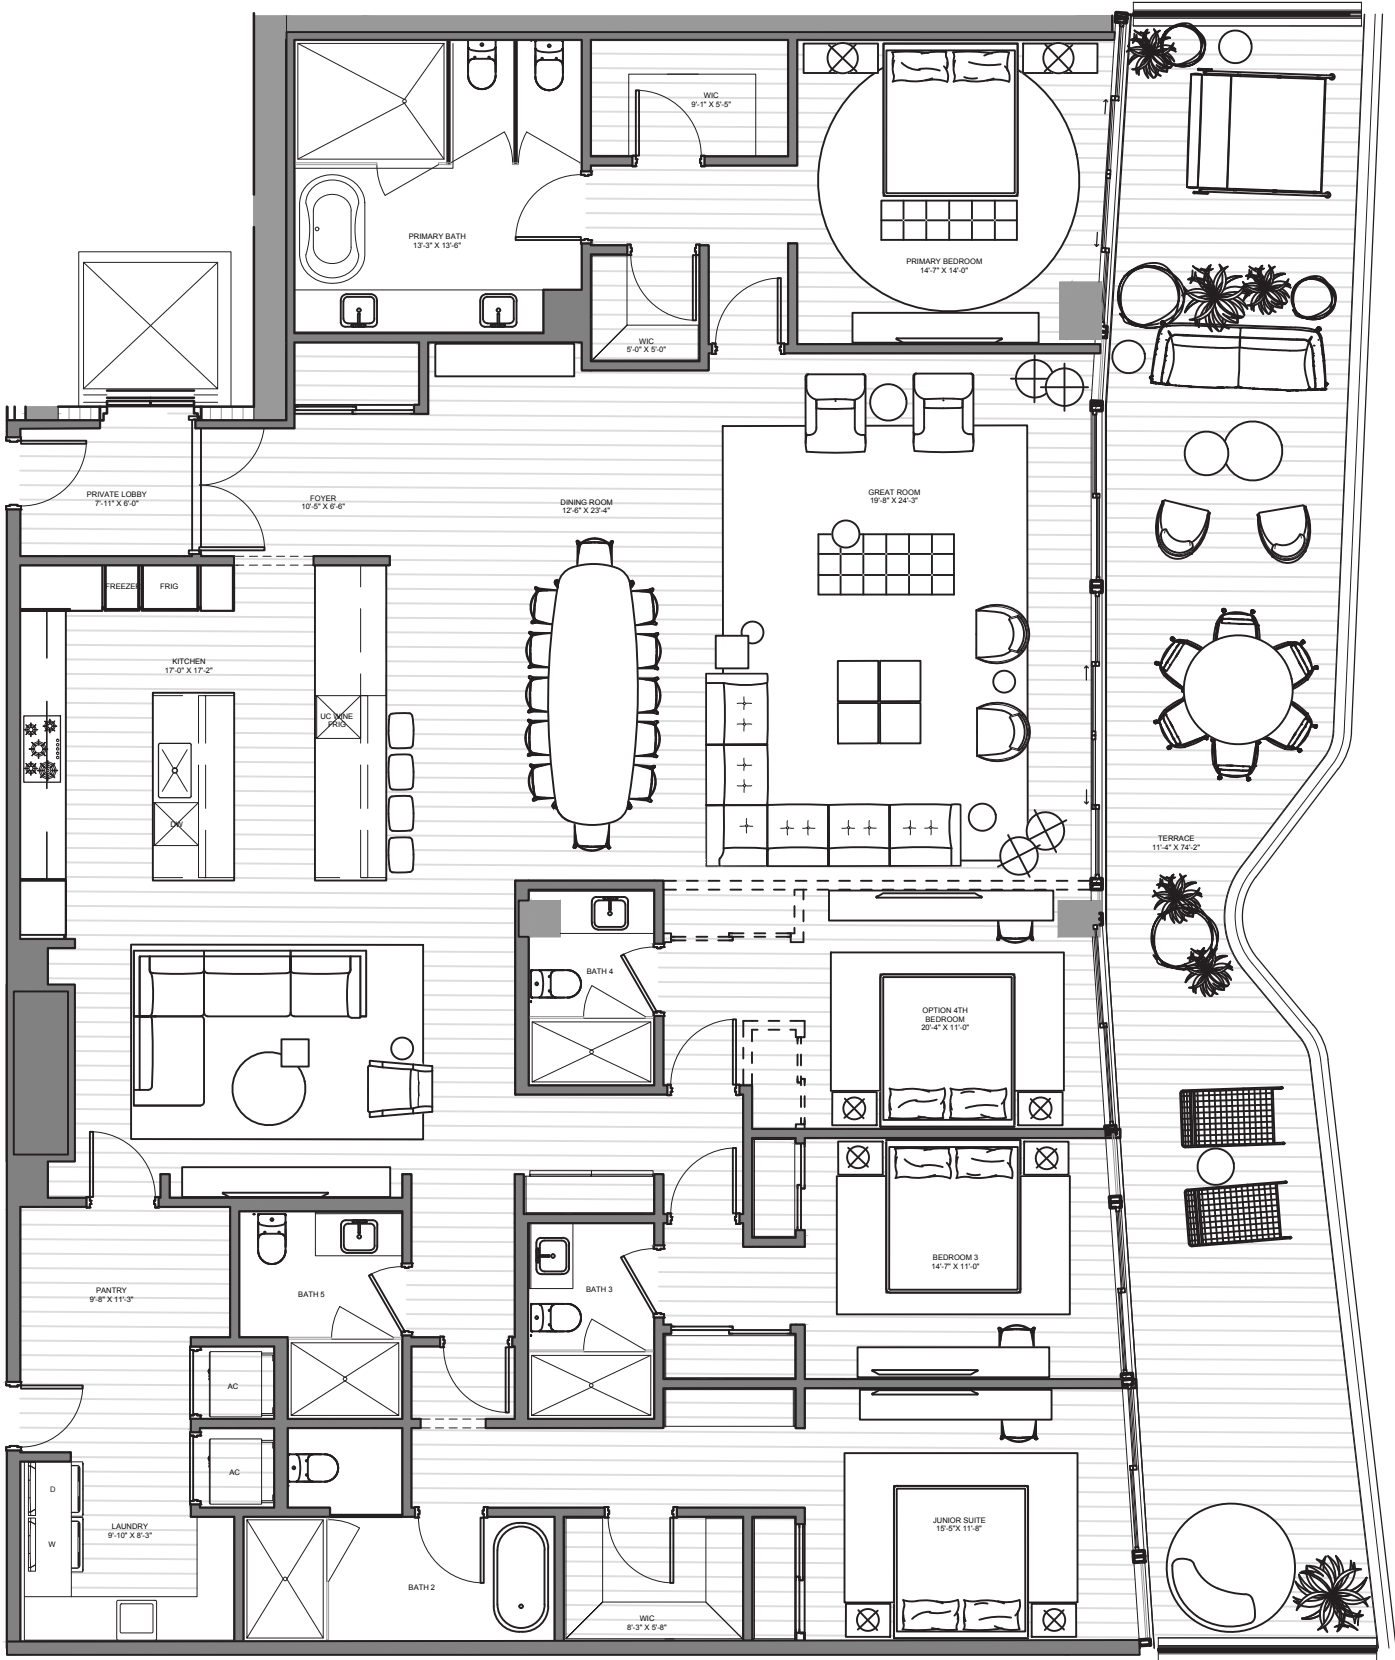 WIC
9'-1" X 5'-5"
PRIMARY BATH
13'-3" X 13'-6"
PRIMARY BEDROOM
14'-7" X 14'-0"
WIC
5'-0" X 5'-0"
PRIVATE LOBBY
7'-11" X 6'-0"
FOYER
10'-5" X 6'-6"
DINING ROOM
12'-6" X 23'-4"
GREAT ROOM
19'-8" X 24'-3"
FREEZER
FRIG
KITCHEN
17'-0" X 17'-2"
UC WINE
FRIG
DW
TERRACE
11'-4" X 74'-2"
BATH 4
OPTION 4TH
BEDROOM
20'-4" X 11'-0"
BEDROOM 3
14'-7" X 11'-0"
PANTRY
9'-8" X 11'-3"
BATH 5
BATH 3
AC
AC
D
W
LAUNDRY
9'-10" X 8'-3"
JUNIOR SUITE
15'-5"X 11'-8"
BATH 2
WIC
8'-3" X 5'-8"